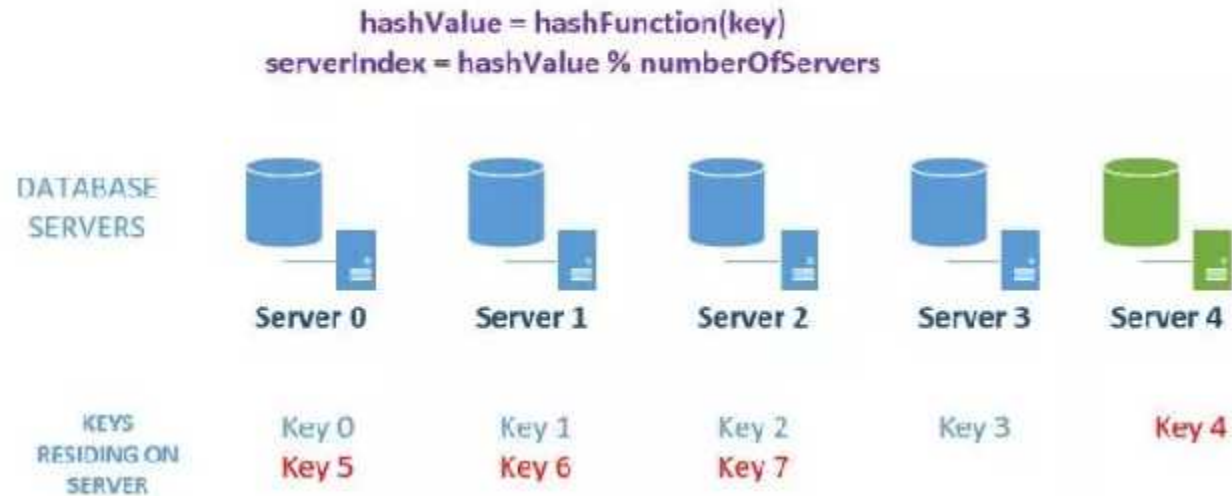 hashValue = hashFunction(key)
serverIndex = hashValue % numberOfServers
DATABASE
SERVERS
Server 0 Server 1 Server 2 Server 3 Server 4
KEYS
RESIDING ON
SERVER
Key 0 Key 1 Key 2 Key 3 Key 4
Key 5 Key 6 Key 7